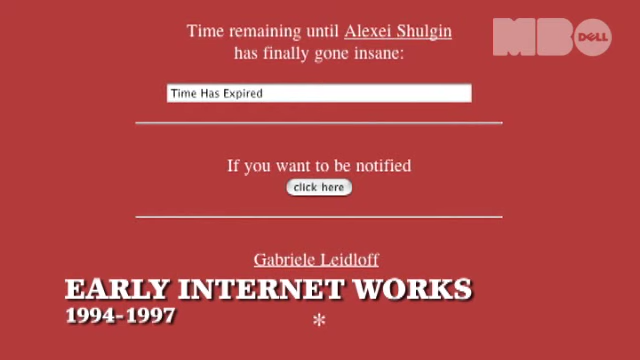 Time remaining until Alexei Shulgin
has finally gone insane:
MBD
DELL
Time Has Expired
If you want to be notified
click here
Gabriele Leidloff
EARLY INTERNET WORKS
1994-1997
*